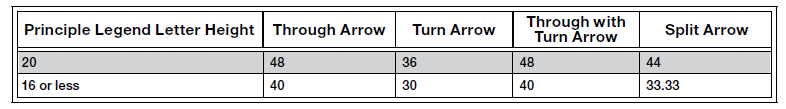 Principle Legend Letter Height Through Arrow Turn Arrow Through with Turn Arrow Split Arrow
20 48 36 48 44
16 or less 40 30 40 33.33